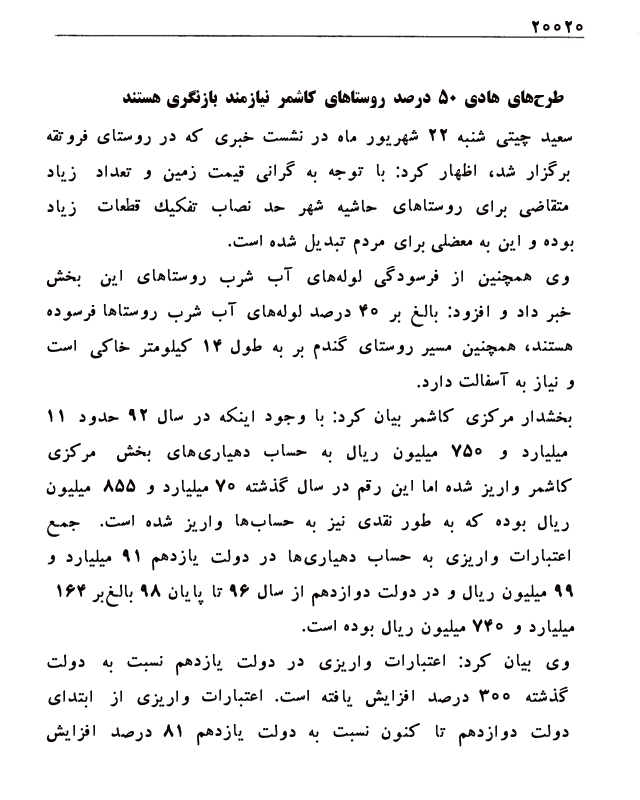 ۲۰۰۲۰
طرح‌های هادی ۵۰ درصد روستاهای کاشمر نیازمند بازنگری هستند
سعید چیتی شنبه ۲۲ شهریور ماه در نشست خبری که در روستای فروتقه
برگزار شد، اظهار کرد: با توجه به گرانی قیمت زمین و تعداد زیاد
متقاضی برای روستاهای حاشیه شهر حد نصاب تفکیک قطعات زیاد
بوده و این به معضلی برای مردم تبدیل شده است.
وی همچنین از فرسودگی لوله‌های آب شرب روستاهای این بخش
خبر داد و افزود: بالغ بر ۴۰ درصد لوله‌های آب شرب روستاها فرسوده
هستند، همچنین مسیر روستای گندم بر به طول ۱۴ کیلومتر خاکی است
و نیاز به آسفالت دارد.
بخشدار مرکزی کاشمر بیان کرد: با وجود اینکه در سال ۹۲ حدود ۱۱
میلیارد و ۷۵۰ میلیون ریال به حساب دهیاری‌های بخش مرکزی
کاشمر واریز شده اما این رقم در سال گذشته ۷۰ میلیارد و ۸۵۵ میلیون
ریال بوده که به طور نقدی نیز به حساب‌ها واریز شده است. جمع
اعتبارات واریزی به حساب دهیاری‌ها در دولت یازدهم ۹۱ میلیارد و
۹۹ میلیون ریال و در دولت دوازدهم از سال ۹۶ تا پایان ۹۸ بالغ‌بر ۱۶۴
میلیارد و ۷۴۰ میلیون ریال بوده است.
وی بیان کرد: اعتبارات واریزی در دولت یازدهم نسبت به دولت
گذشته ۳۰۰ درصد افزایش یافته است. اعتبارات واریزی از ابتدای
دولت دوازدهم تا کنون نسبت به دولت یازدهم ۸۱ درصد افزایش